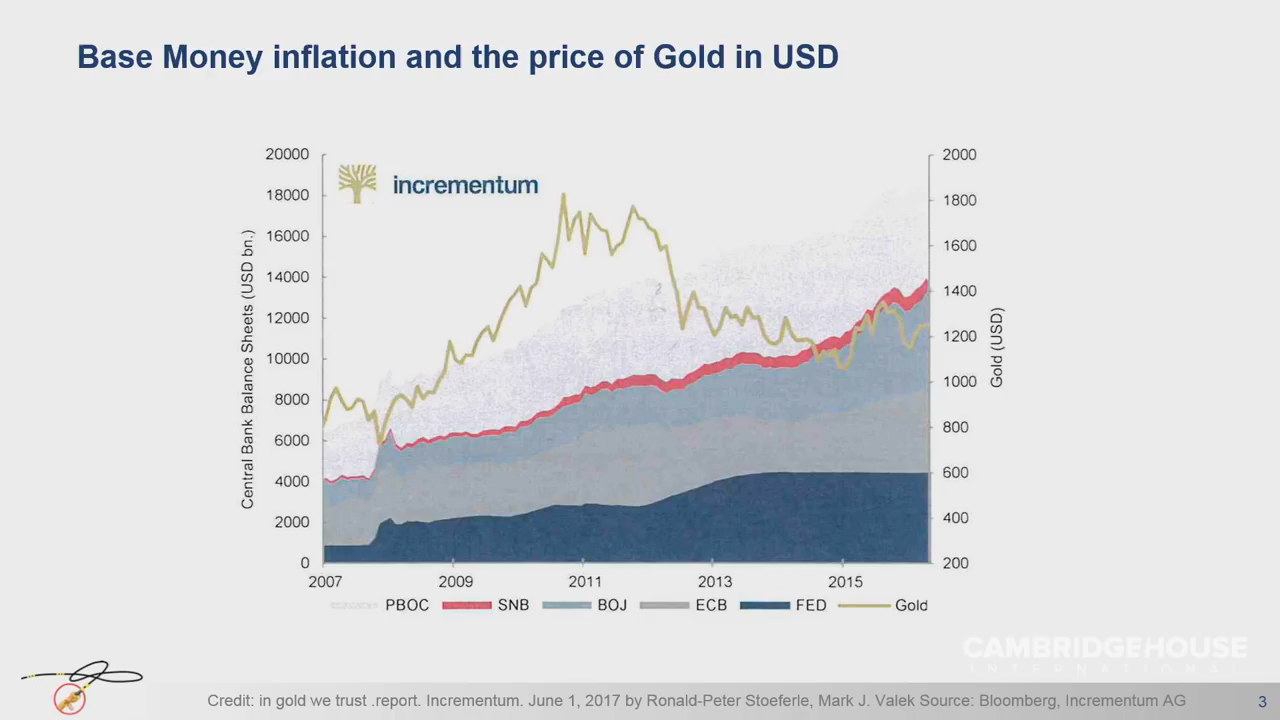 Base Money inflation and the price of Gold in USD
incrementum
Central Bank Balance Sheets (USD bn.)
20000
18000
16000
14000
12000
10000
8000
6000
4000
2000
0
2000
1800
1600
1400
1200
1000
800
600
400
200
Gold (USD)
2007 2009 2011 2013 2015
PBOC SNB BOJ ECB FED Gold
CAMBRIDGEHOUSE
INTERNATIONAL
Credit: in gold we trust .report. Incrementum. June 1, 2017 by Ronald-Peter Stoeferle, Mark J. Valek Source: Bloomberg, Incrementum AG
3